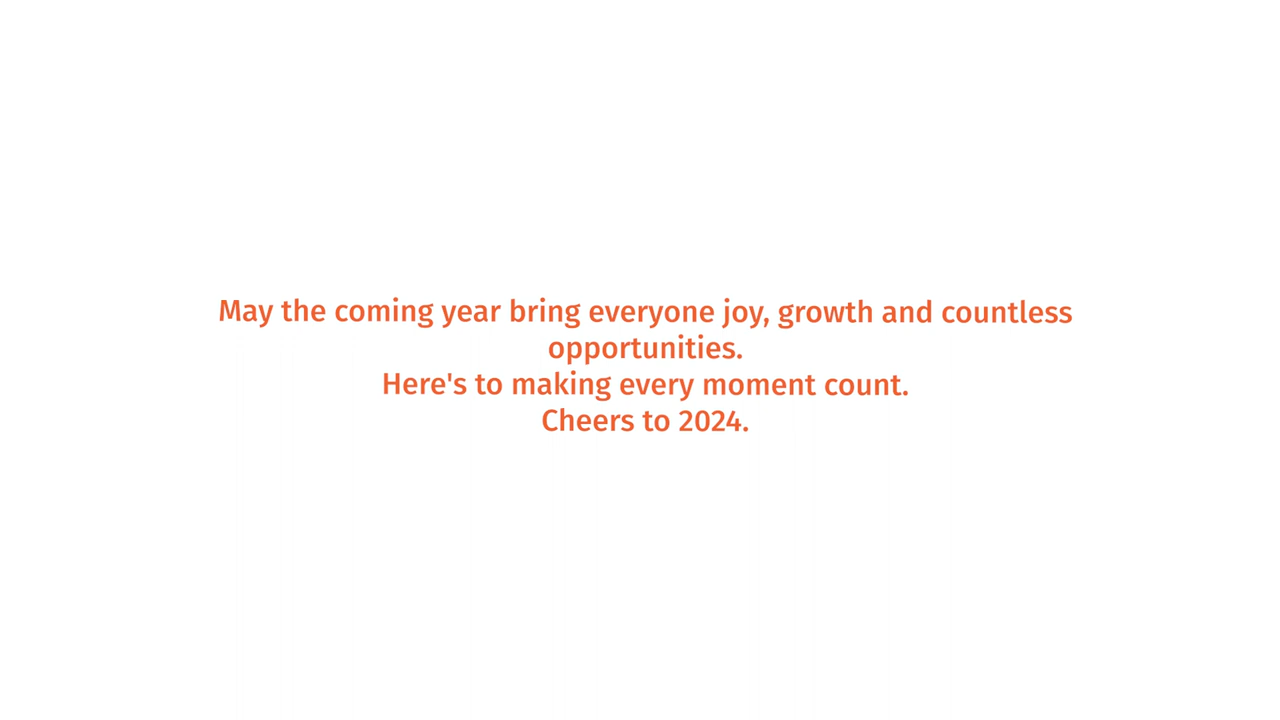 May the coming year bring everyone joy, growth and countless
opportunities.
Here's to making every moment count.
Cheers to 2024.